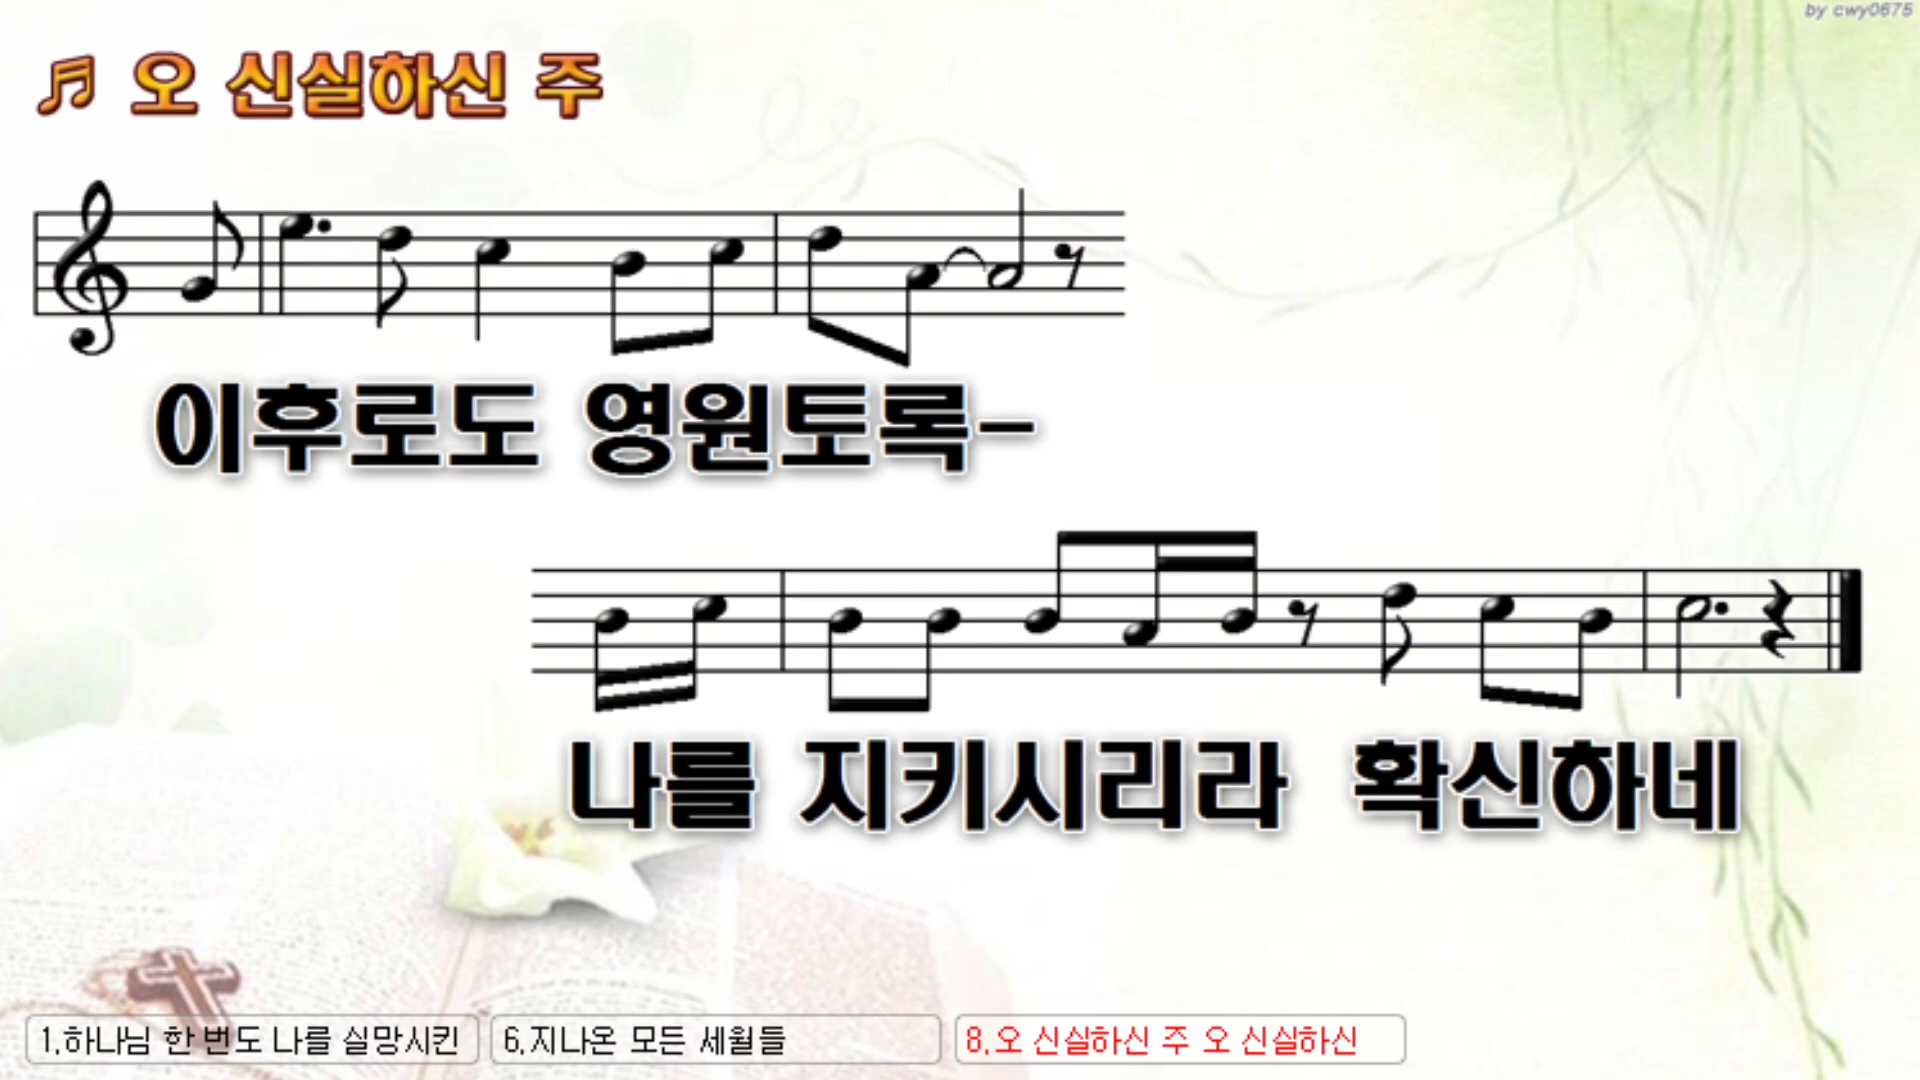 by cwy0675
♬ 오 신실하신 주
이후로도 영원토록-
나를 지키시리라 확신하네
1.하나님 한 번도 나를 실망시킨
6.지나온 모든 세월들
8.오 신실하신 주 오 신실하신